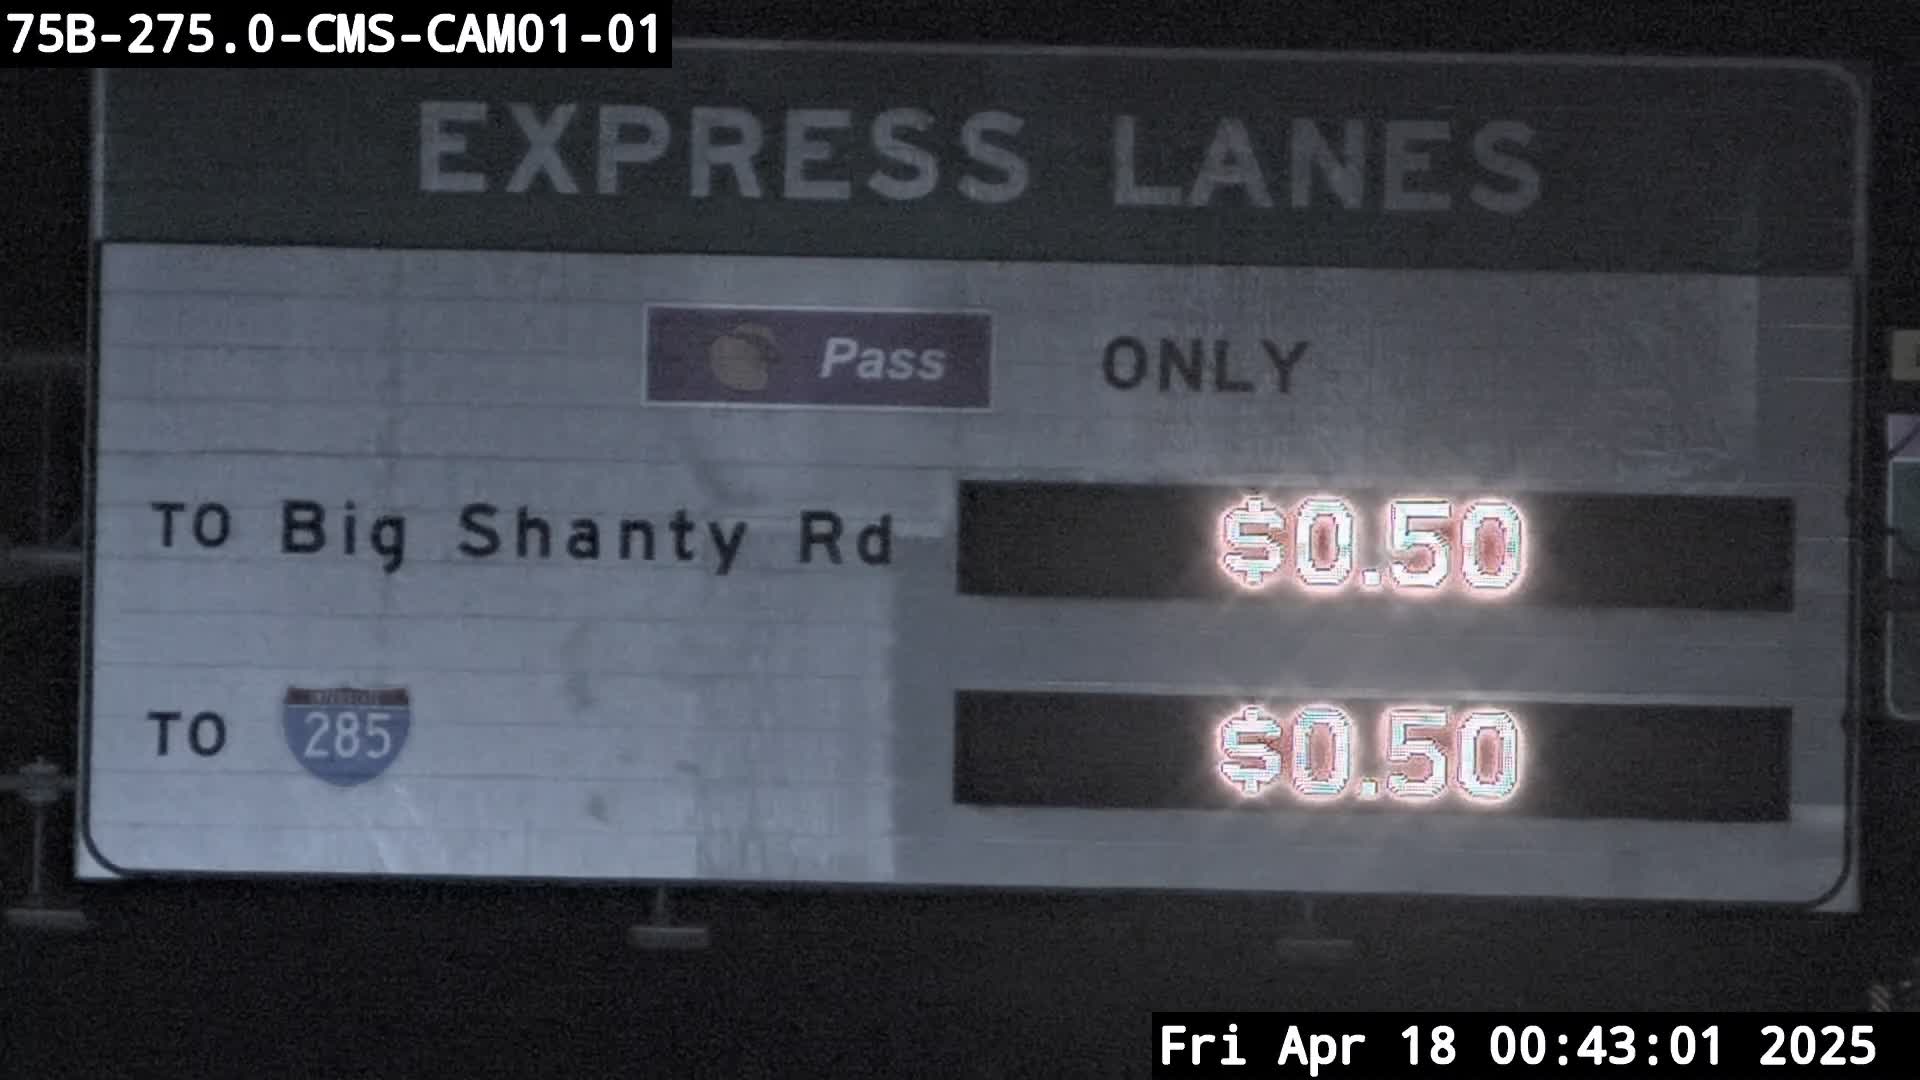 75B-275.0-CMS-CAM01-01
EXPRESS LANES
Pass ONLY
TO Big Shanty Rd $0.50
TO 285 $0.50
Fri Apr 18 00:43:01 2025